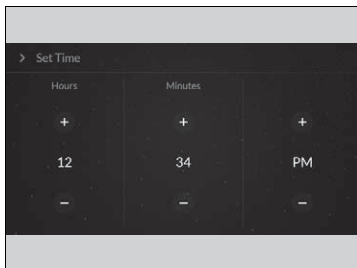 > Set Time
Hours Minutes
+ + +
12 34 PM
− − −